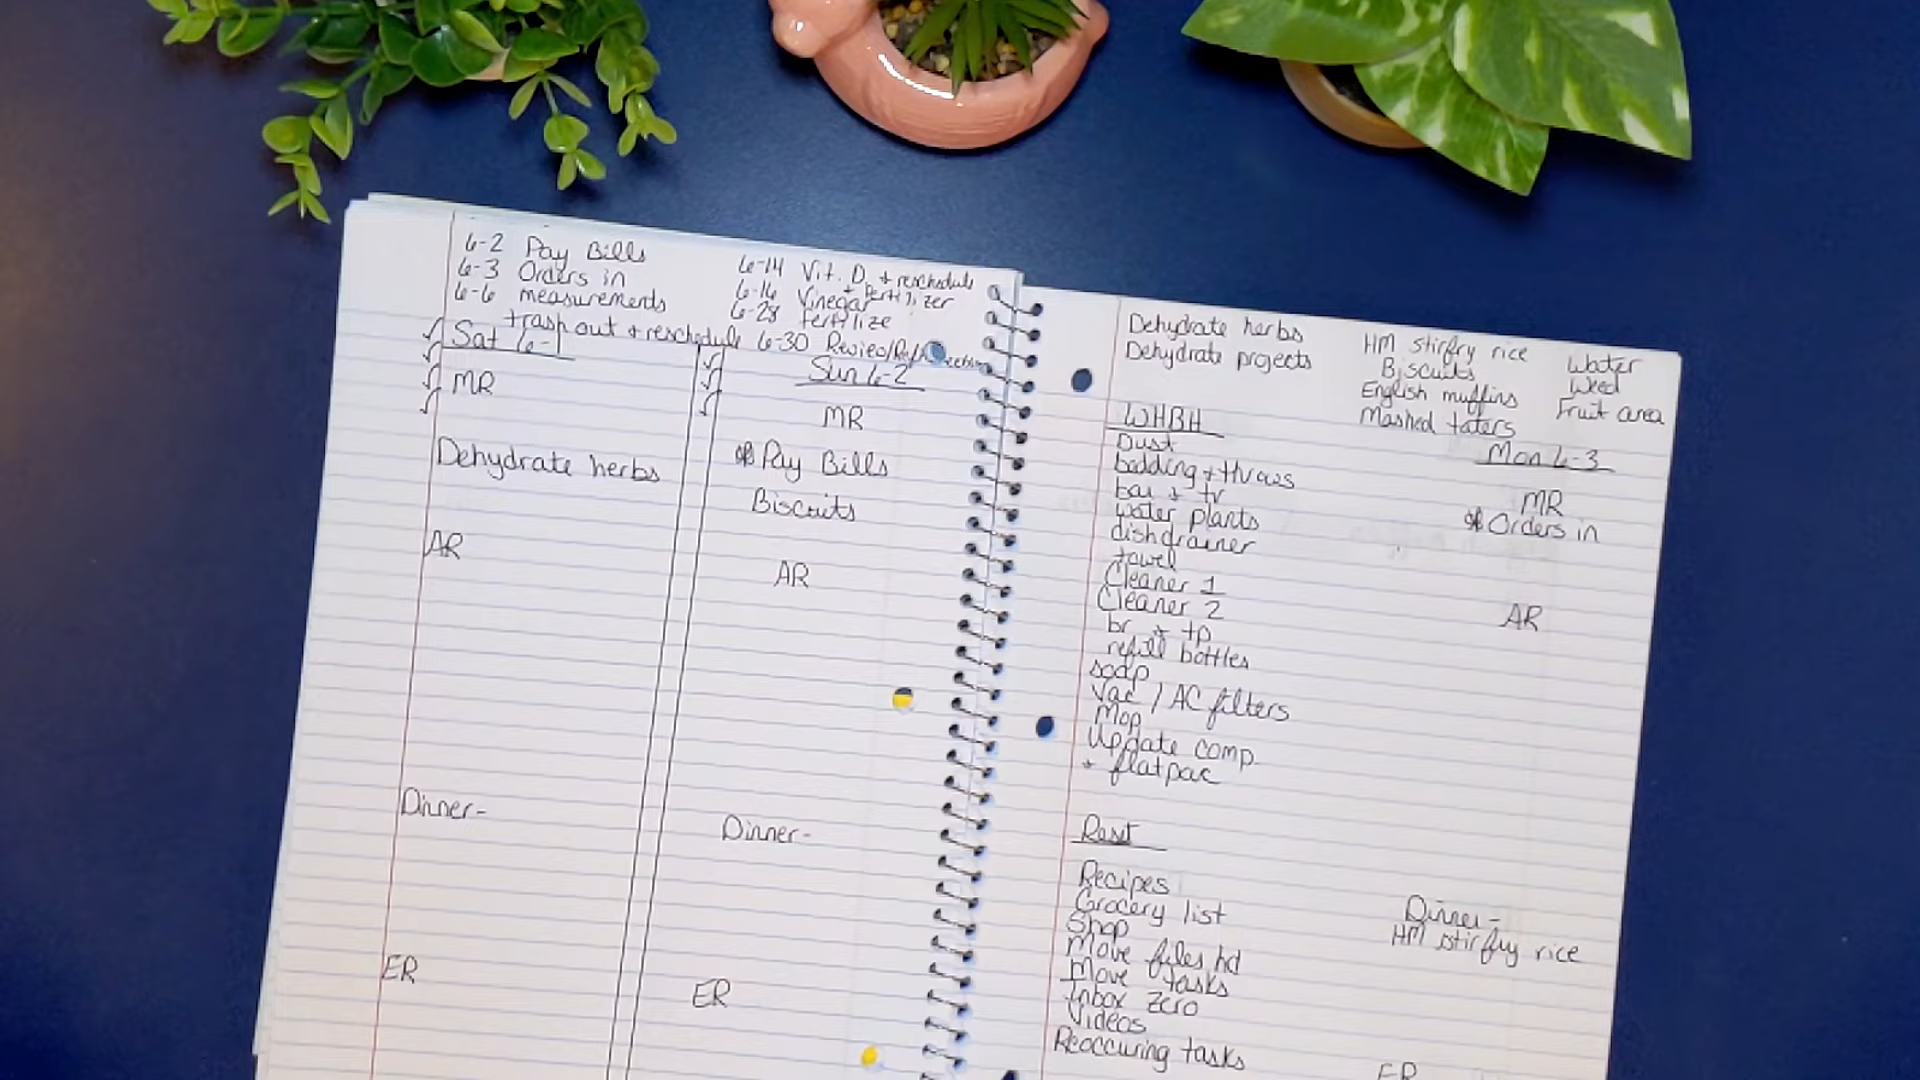 6-2 Pay Bills
6-3 Orders in
6-6 measurements
trash out + reschedule
6-14 Vit. D. + reschedule
6-16 Vinegar + fertilizer
6-28 fertilize
6-30
Sat 6-1
MR
Dehydrate herbs
AR
Dinner-
ER
Sun 6-2
MR
Pay Bills
Biscuits
AR
Dinner-
ER
Dehydrate herbs
Dehydrate projects
HM stirfry rice
Biscuits
English muffins
Mashed taters
Water
Weed
Fruit area
WHBH
Dust
bedding + throws
bar + tv
water plants
dishdrainer
towel
Cleaner 1
Cleaner 2
br + tp
refill bottles
soap
Vac / AC filters
Mop
Update comp
+ flatpac
Reset
Recipes
Grocery list
Shop
Move files hd
Move tasks
Inbox zero
Videos
Reoccuring tasks
Mon 6-3
MR
Orders in
AR
Dinner-
HM stirfry rice
ER